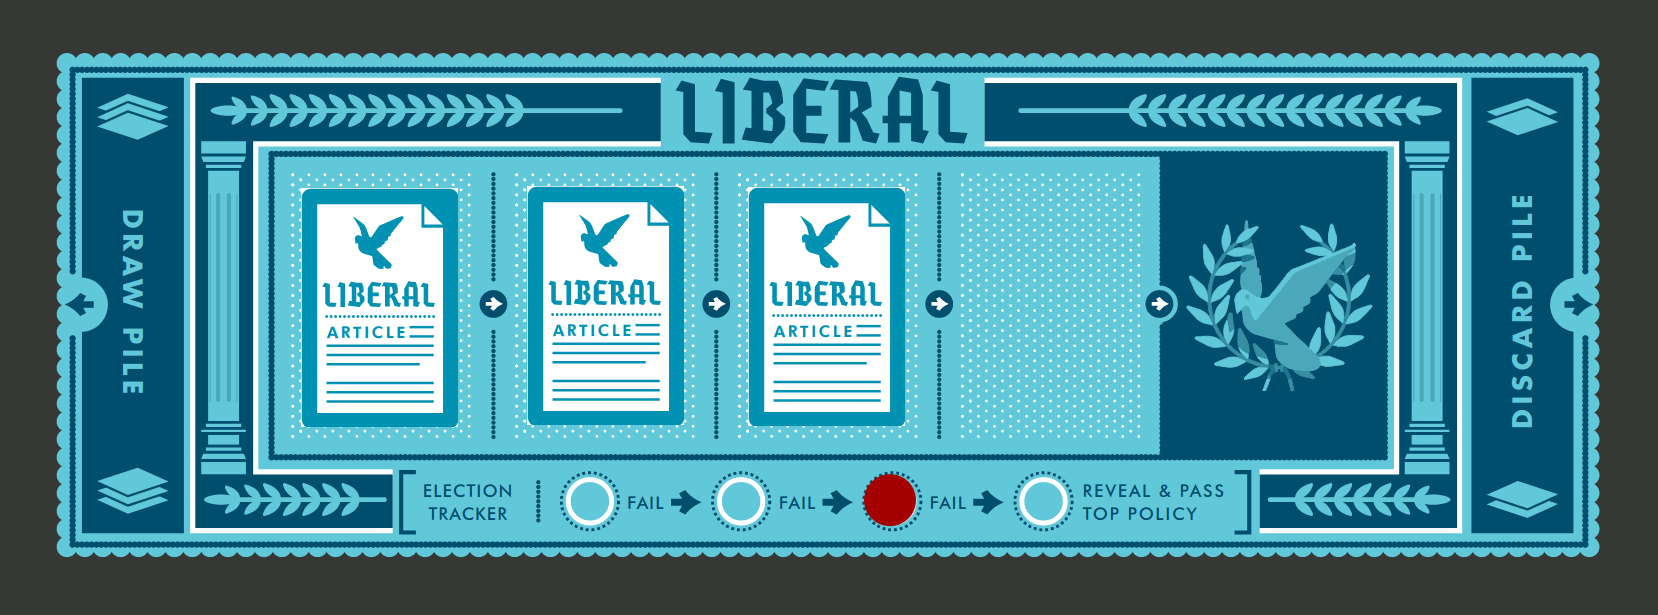 LIBERAL
DRAW PILE
LIBERAL
ARTICLE
LIBERAL
ARTICLE
LIBERAL
ARTICLE
DISCARD PILE
ELECTION
TRACKER
FAIL
FAIL
FAIL
REVEAL & PASS
TOP POLICY